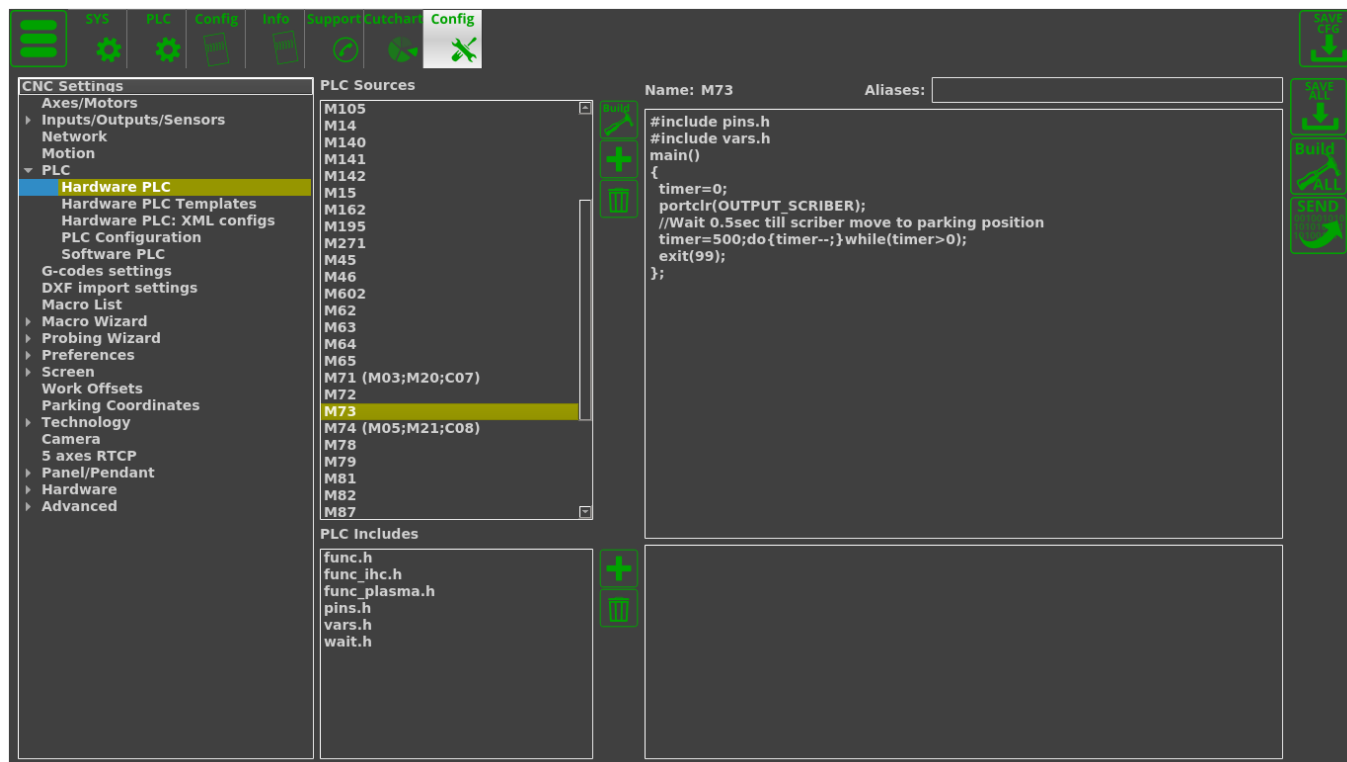 SYS
PLC
Config
Info
Support
Cutchart
Config
SAVE
CFG
CNC Settings
Axes/Motors
Inputs/Outputs/Sensors
Network
Motion
PLC
Hardware PLC
Hardware PLC Templates
Hardware PLC: XML configs
PLC Configuration
Software PLC
G-codes settings
DXF import settings
Macro List
Macro Wizard
Probing Wizard
Preferences
Screen
Work Offsets
Parking Coordinates
Technology
Camera
5 axes RTCP
Panel/Pendant
Hardware
Advanced
PLC Sources
M105
M14
M140
M141
M142
M15
M162
M195
M271
M45
M46
M602
M62
M63
M64
M65
M71 (M03;M20;C07)
M72
M73
M74 (M05;M21;C08)
M78
M79
M81
M82
M87
Build
PLC Includes
func.h
func_ihc.h
func_plasma.h
pins.h
vars.h
wait.h
Name: M73
Aliases:
#include pins.h
#include vars.h
main()
{
timer=0;
portclr(OUTPUT_SCRIBER);
//Wait 0.5sec till scriber move to parking position
timer=500;do{timer--;}while(timer>0);
exit(99);
};
SAVE
ALL
Build
ALL
SEND